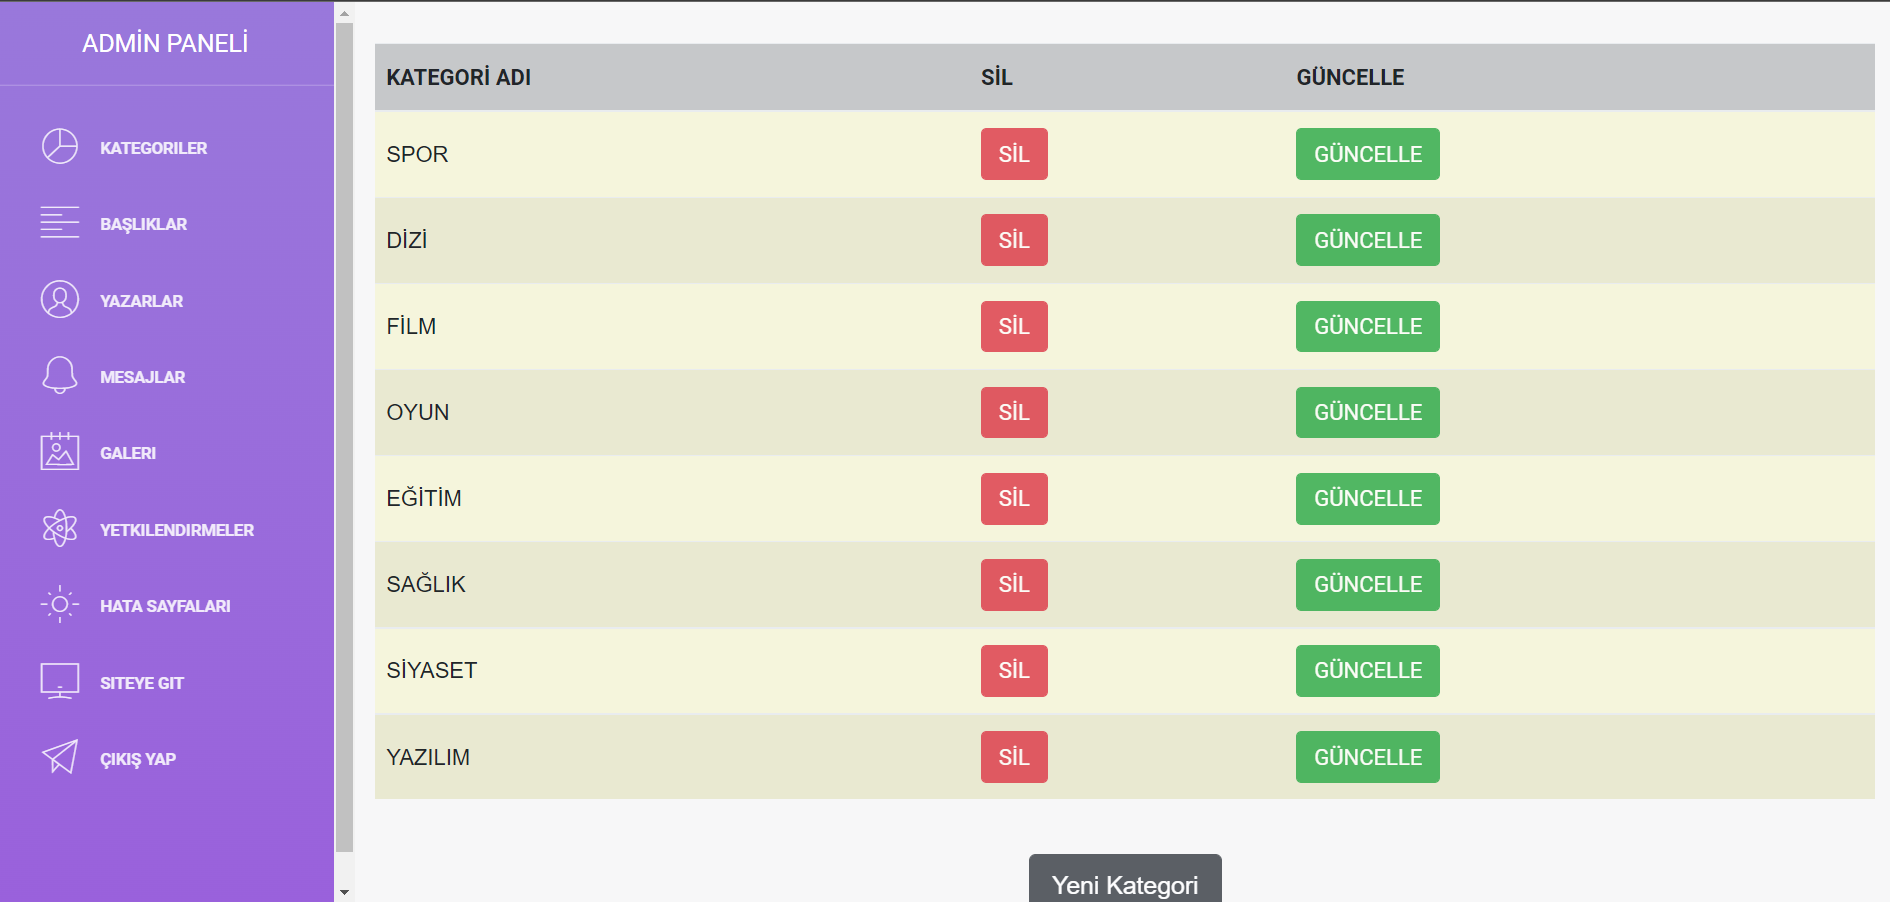 ADMİN PANELİ
KATEGORILER
BAŞLIKLAR
YAZARLAR
MESAJLAR
GALERI
YETKILENDIRMELER
HATA SAYFALARI
SITEYE GIT
ÇIKIŞ YAP
KATEGORİ ADI SİL GÜNCELLE
SPOR SİL GÜNCELLE
DİZİ SİL GÜNCELLE
FİLM SİL GÜNCELLE
OYUN SİL GÜNCELLE
EĞİTİM SİL GÜNCELLE
SAĞLIK SİL GÜNCELLE
SİYASET SİL GÜNCELLE
YAZILIM SİL GÜNCELLE
Yeni Kategori